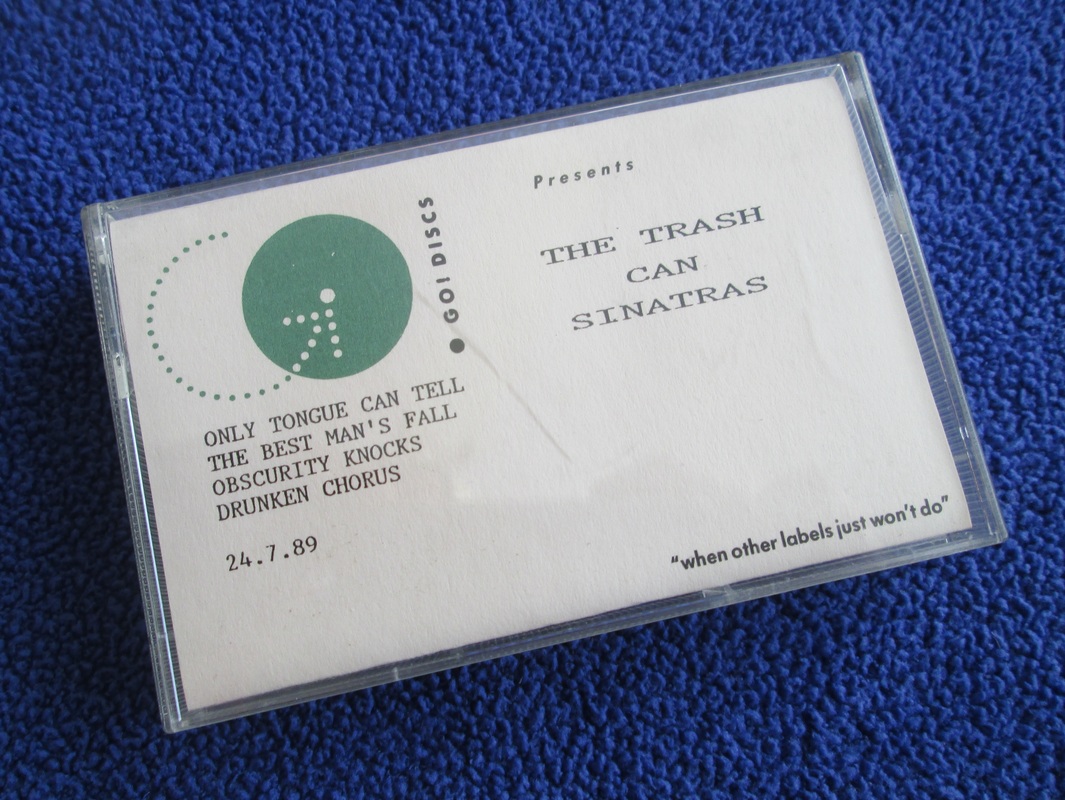 GO! DISCS
ONLY TONGUE CAN TELL
THE BEST MAN'S FALL
OBSCURITY KNOCKS
DRUNKEN CHORUS
24.7.89
Presents
THE TRASH
CAN
SINATRAS
“when other labels just won't do”